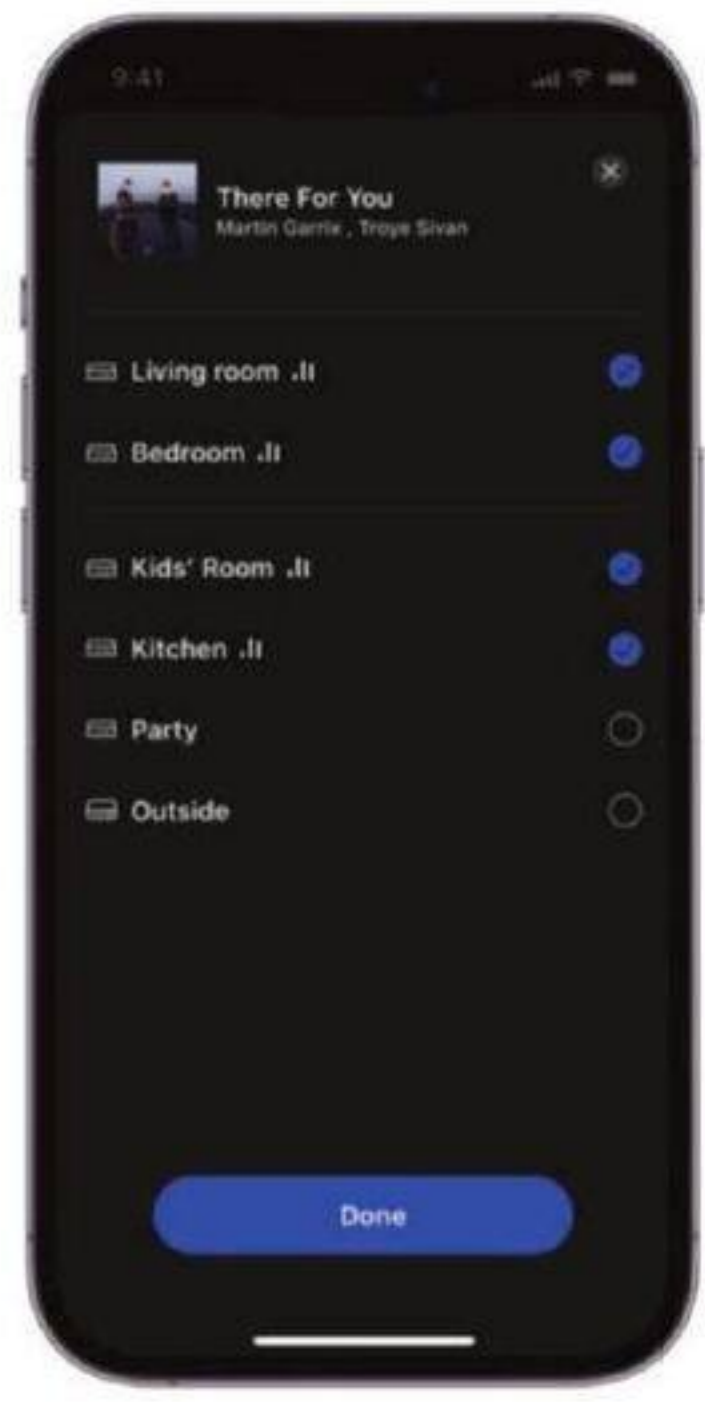 9:41
There For You
Martin Garrix, Troye Sivan
Living room
Bedroom
Kids' Room
Kitchen
Party
Outside
Done